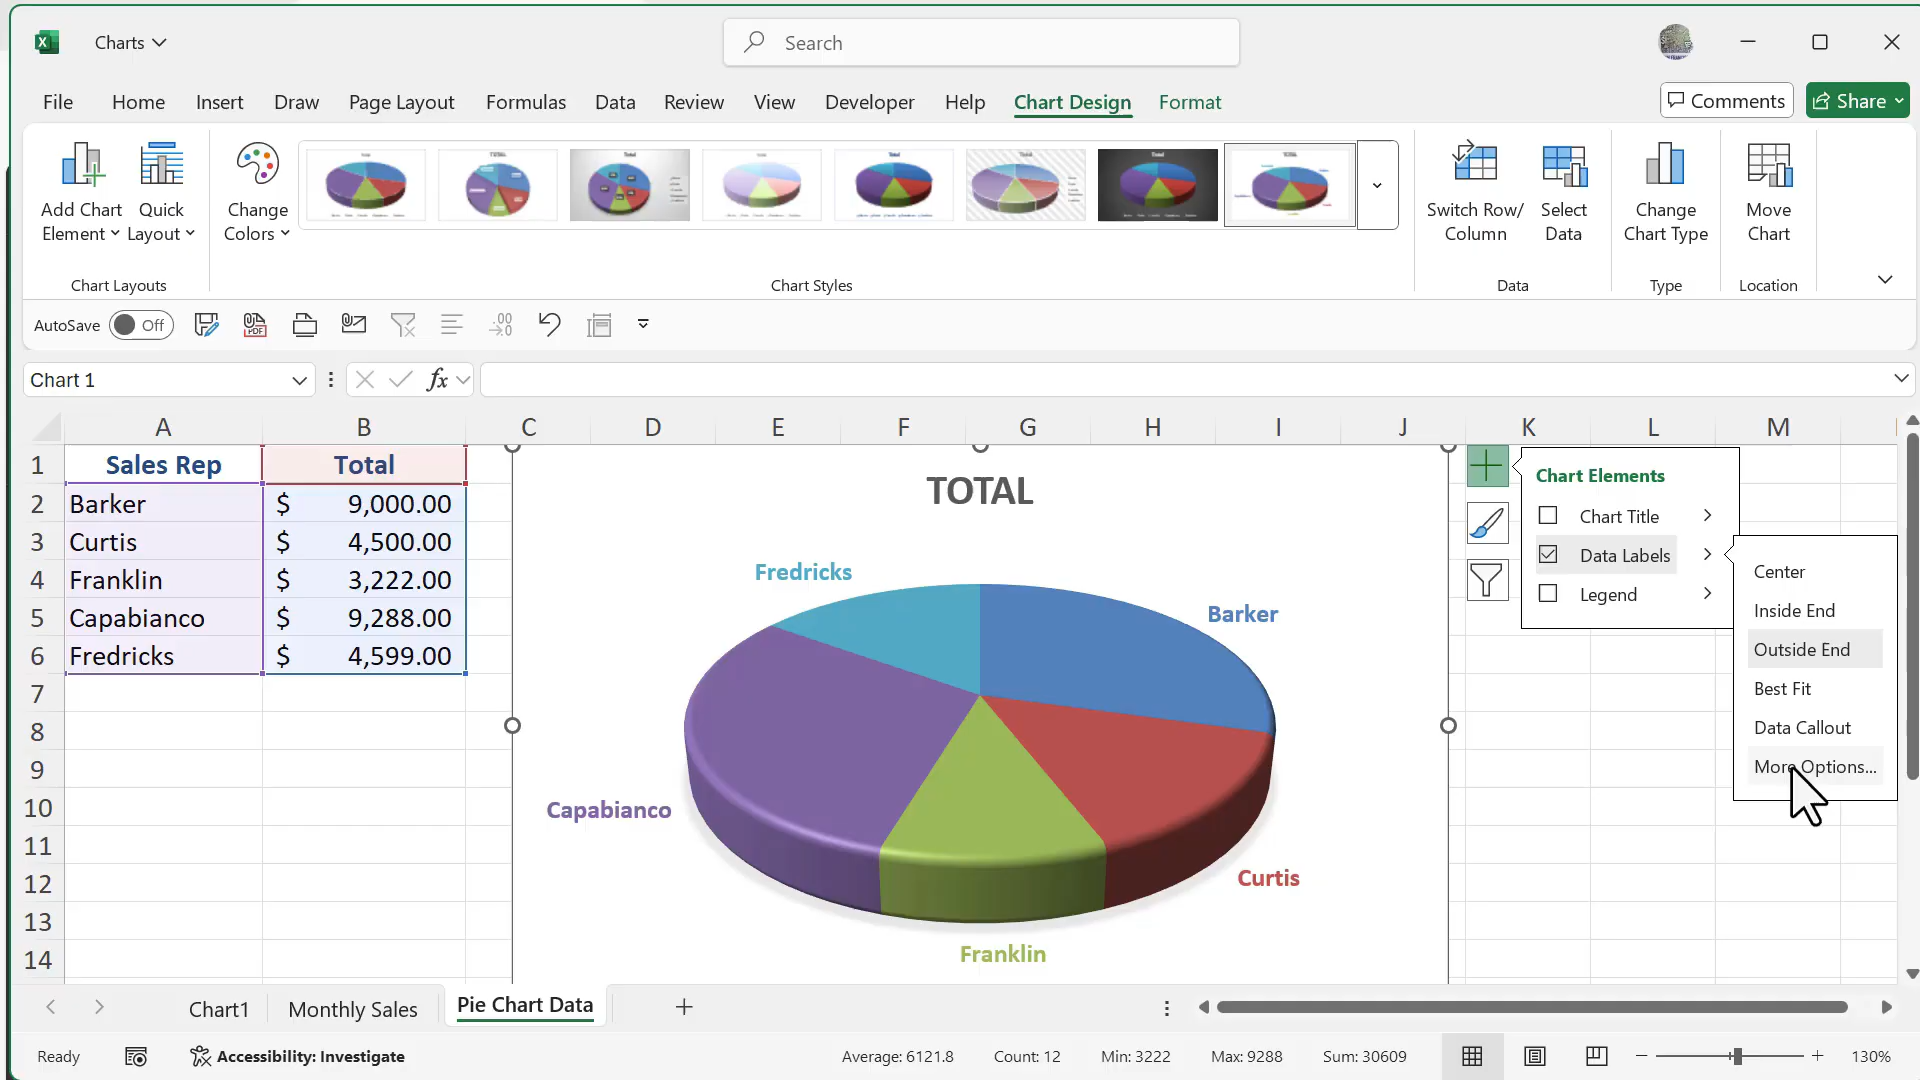 Charts
Search
File Home Insert Draw Page Layout Formulas Data Review View Developer Help Chart Design Format
Comments Share
Add Chart
Element
Quick
Layout
Change
Colors
Switch Row/
Column
Select
Data
Change
Chart Type
Move
Chart
Chart Layouts Chart Styles Data Type Location
AutoSave Off
Chart 1
fx
A B C D E F G H I J K L M
1 Sales Rep Total
2 Barker $ 9,000.00
3 Curtis $ 4,500.00
4 Franklin $ 3,222.00
5 Capabianco $ 9,288.00
6 Fredricks $ 4,599.00
7
8
9
10
11
12
13
14
TOTAL
Fredricks
Barker
Capabianco
Curtis
Franklin
Chart Elements
Chart Title
Data Labels
Legend
Center
Inside End
Outside End
Best Fit
Data Callout
More Options...
Chart1 Monthly Sales Pie Chart Data
Ready Accessibility: Investigate Average: 6121.8 Count: 12 Min: 3222 Max: 9288 Sum: 30609 130%